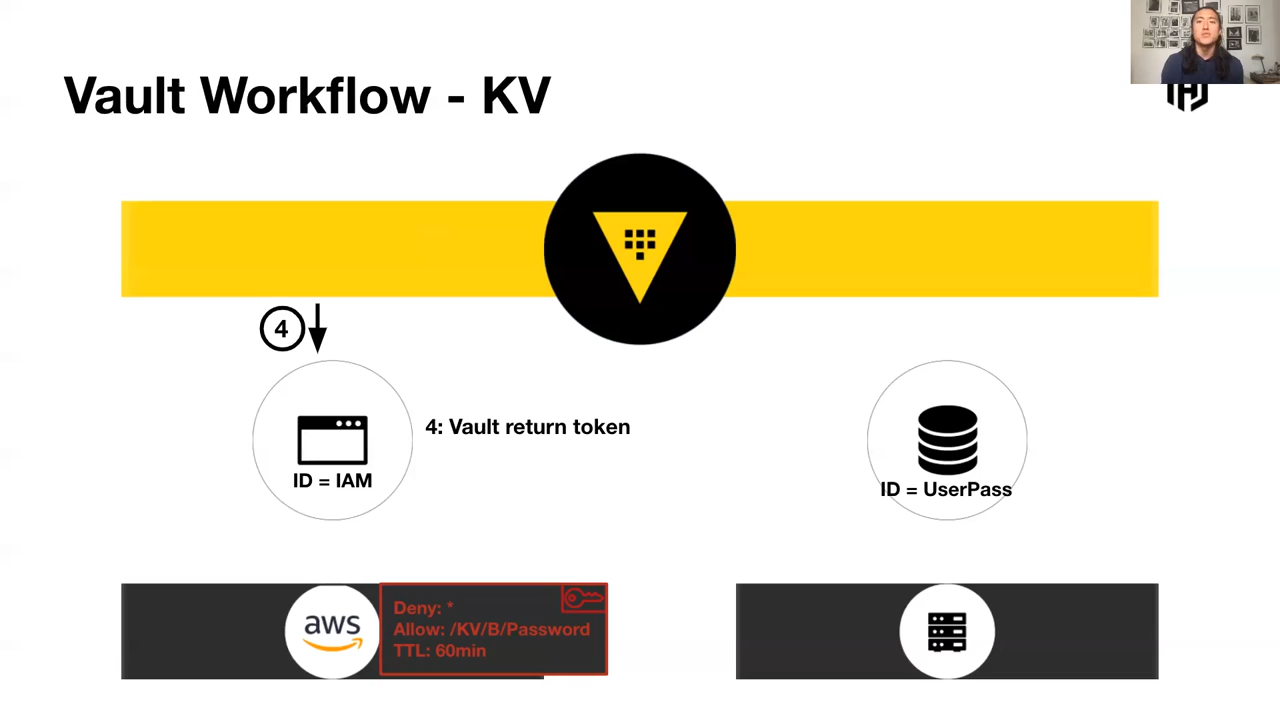 Vault Workflow - KV
4
4: Vault return token
ID = IAM
ID = UserPass
aws
Deny: *
Allow: /KV/B/Password
TTL: 60min